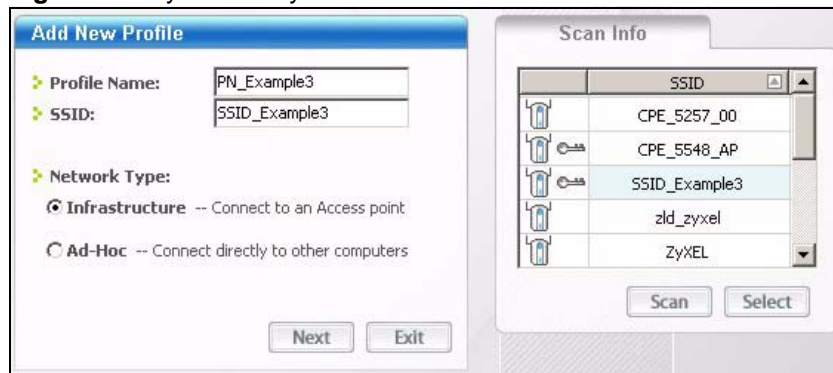 Add New Profile
Profile Name: PN_Example3
SSID: SSID_Example3
Network Type:
Infrastructure -- Connect to an Access point
Ad-Hoc -- Connect directly to other computers
Next Exit
Scan Info
SSID
CPE_5257_00
CPE_5548_AP
SSID_Example3
zld_zyxel
ZyXEL
Scan Select